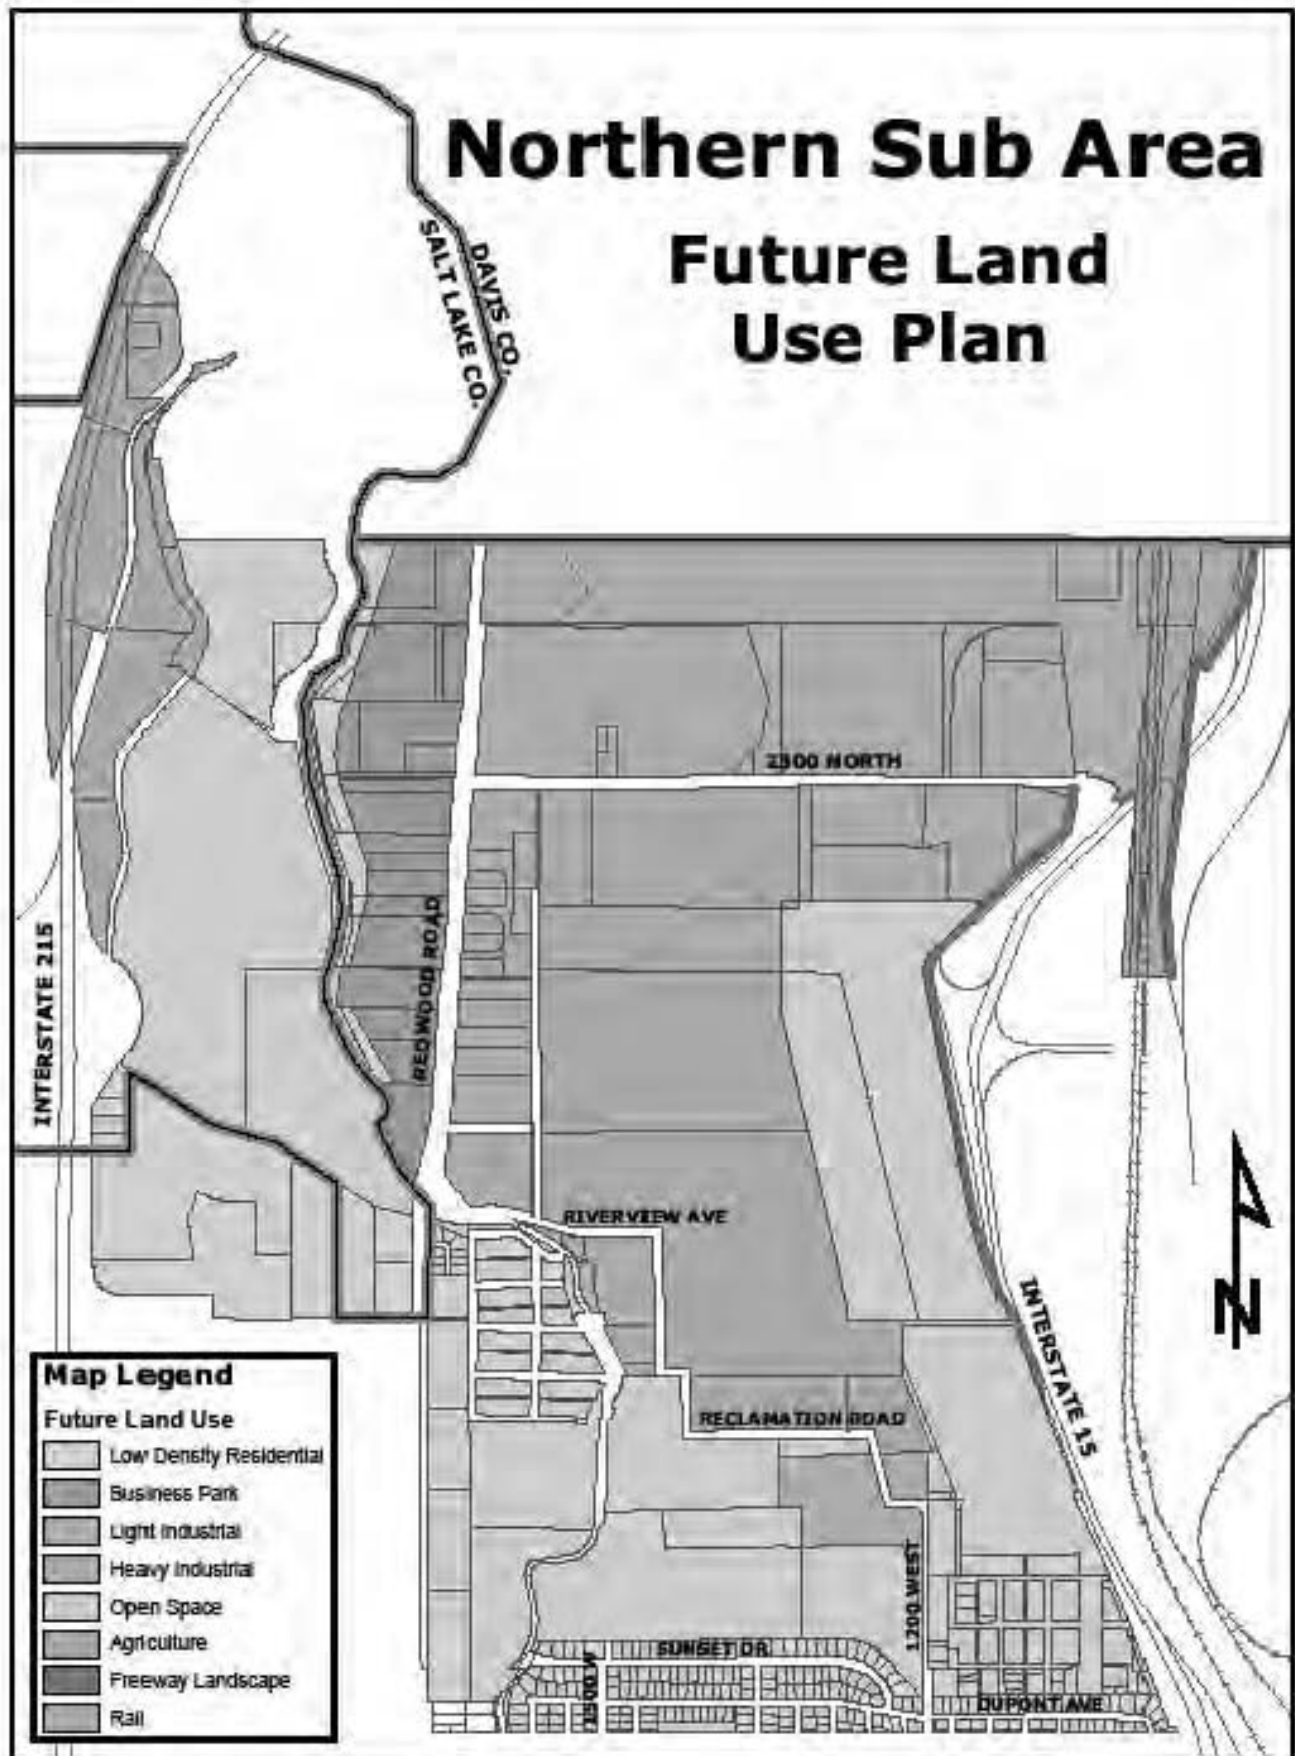 Northern Sub Area
Future Land
Use Plan
DAVIS CO.
SALT LAKE CO.
2300 NORTH
REDWOOD ROAD
INTERSTATE 215
RIVERVIEW AVE
INTERSTATE 15
RECLAMATION ROAD
1200 WEST
SUNSET DR
1500 W
DUPONT AVE
N
Map Legend
Future Land Use
Low Density Residential
Business Park
Light Industrial
Heavy Industrial
Open Space
Agriculture
Freeway Landscape
Rail